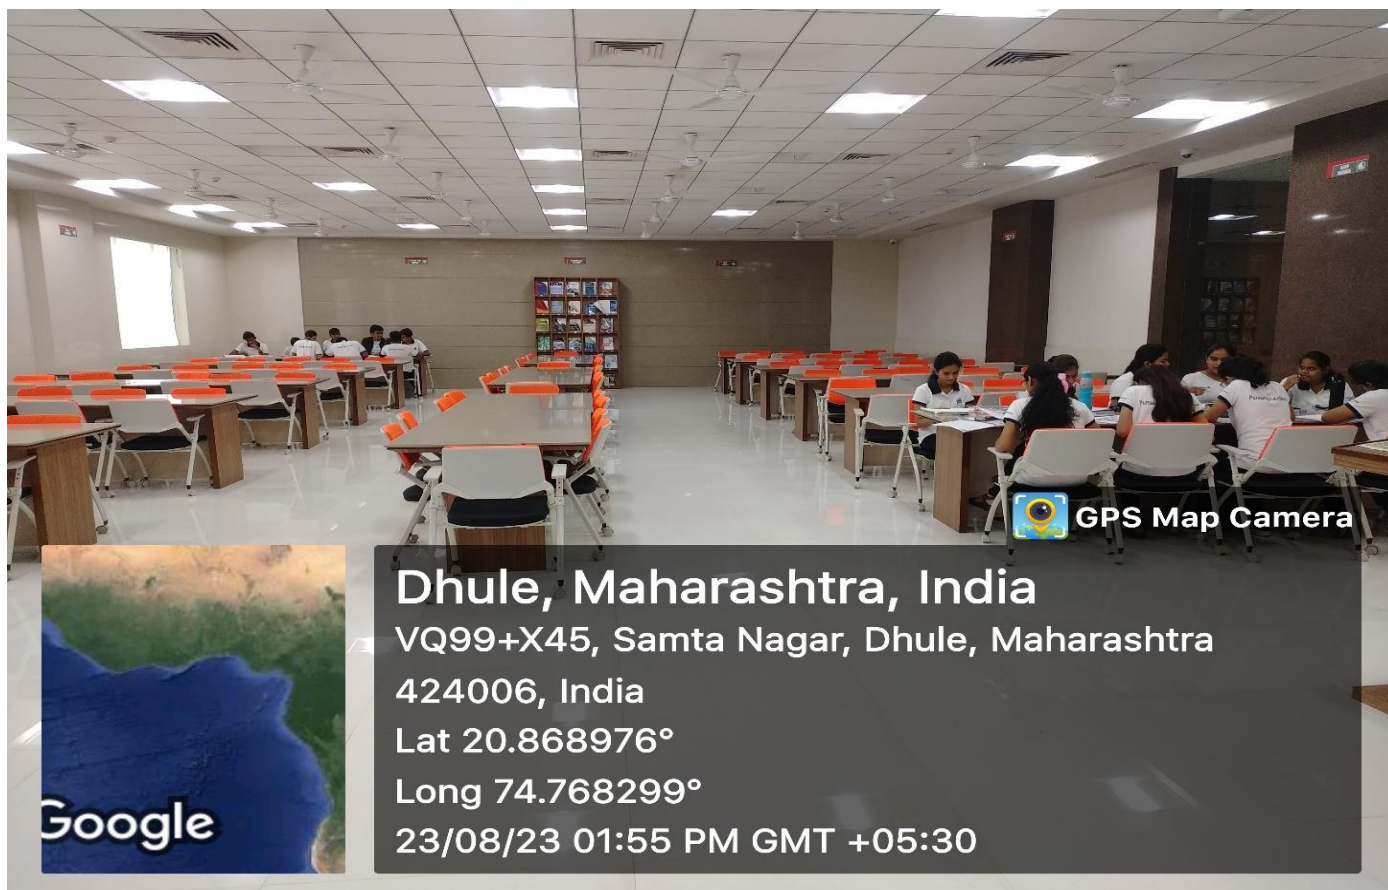 GPS Map Camera
Dhule, Maharashtra, India
VQ99+X45, Samta Nagar, Dhule, Maharashtra
424006, India
Lat 20.868976°
Long 74.768299°
23/08/23 01:55 PM GMT +05:30
Google